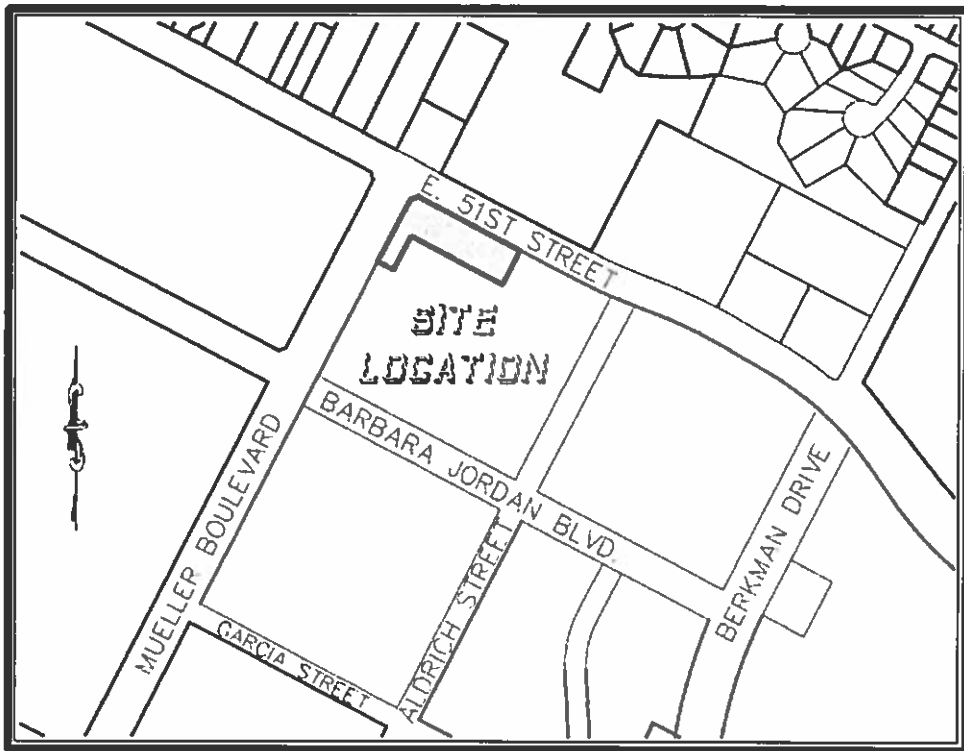 E. 51ST STREET
SITE
LOCATION
BARBARA JORDAN BLVD.
MUELLER BOULEVARD
BERKMAN DRIVE
ALDRICH STREET
GARCIA STREET